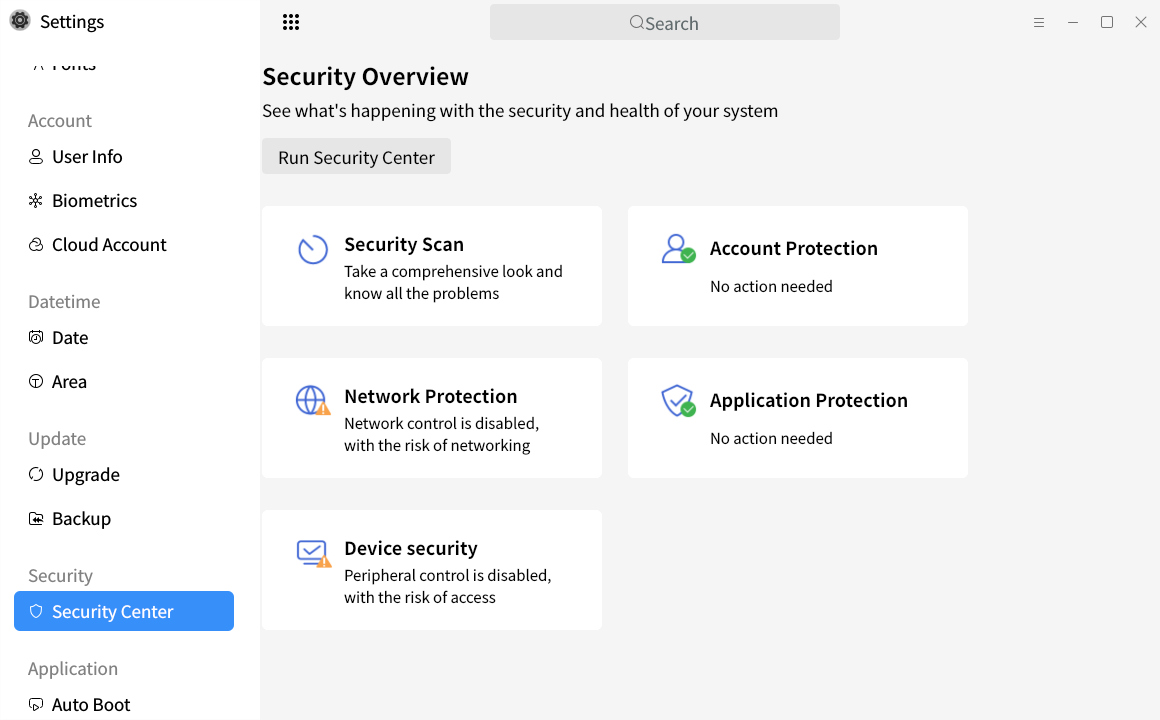 Settings
Search
Fonts
Account
User Info
Biometrics
Cloud Account
Datetime
Date
Area
Update
Upgrade
Backup
Security
Security Center
Application
Auto Boot
Security Overview
See what's happening with the security and health of your system
Run Security Center
Security Scan
Take a comprehensive look and
know all the problems
Account Protection
No action needed
Network Protection
Network control is disabled,
with the risk of networking
Application Protection
No action needed
Device security
Peripheral control is disabled,
with the risk of access